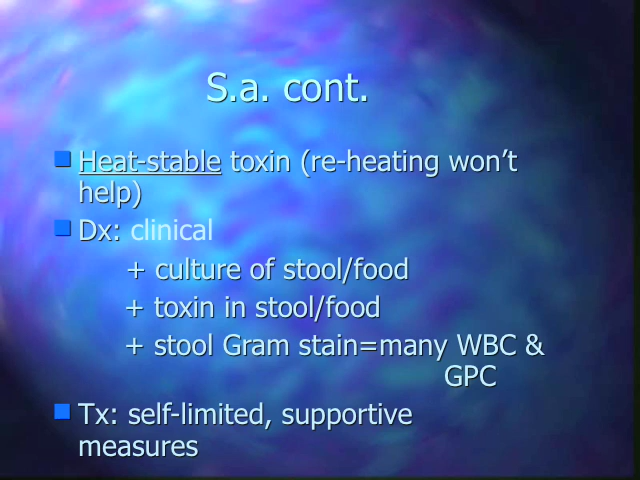 S.a. cont.
Heat-stable toxin (re-heating won’t
help)
Dx: clinical
+ culture of stool/food
+ toxin in stool/food
+ stool Gram stain=many WBC &
GPC
Tx: self-limited, supportive
measures